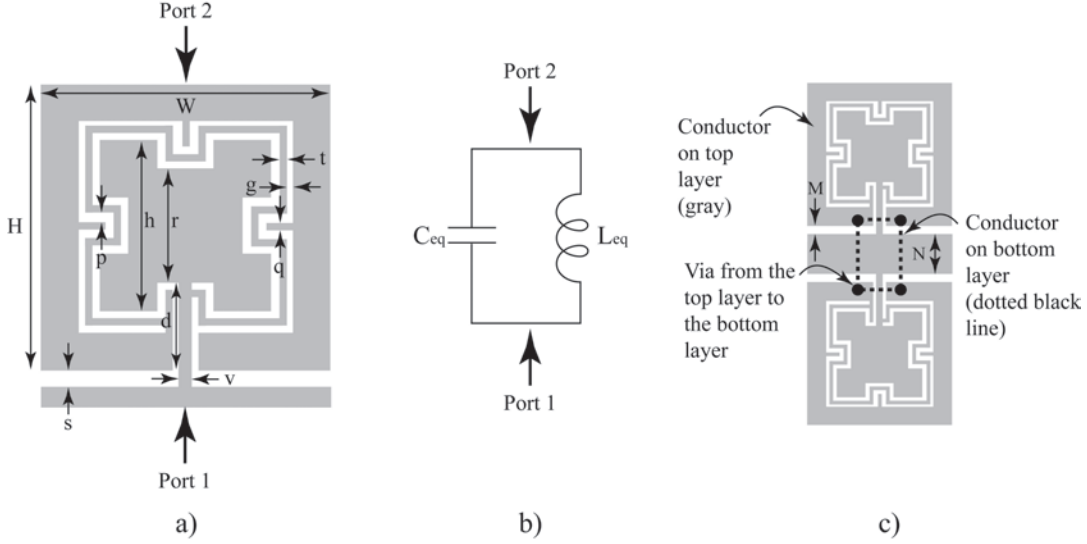 Port 2
W
H
t
g
h
r
p
q
d
v
s
Port 1
a)
Port 2
Ceq
Leq
Port 1
b)
Conductor
on top
layer
(gray)
M
N
Via from the
top layer to
the bottom
layer
Conductor
on bottom
layer
(dotted black
line)
c)